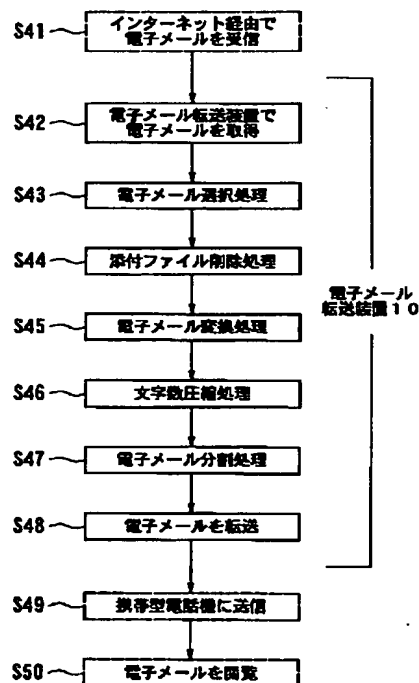 S41 インターネット経由で
電子メールを受信
S42 電子メール転送装置で
電子メールを取得
S43 電子メール選択処理
S44 添付ファイル削除処理
S45 電子メール変換処理
S46 文字数圧縮処理
S47 電子メール分割処理
S48 電子メールを転送
電子メール
転送装置10
S49 携帯型電話機に送信
S50 電子メールを閲覧